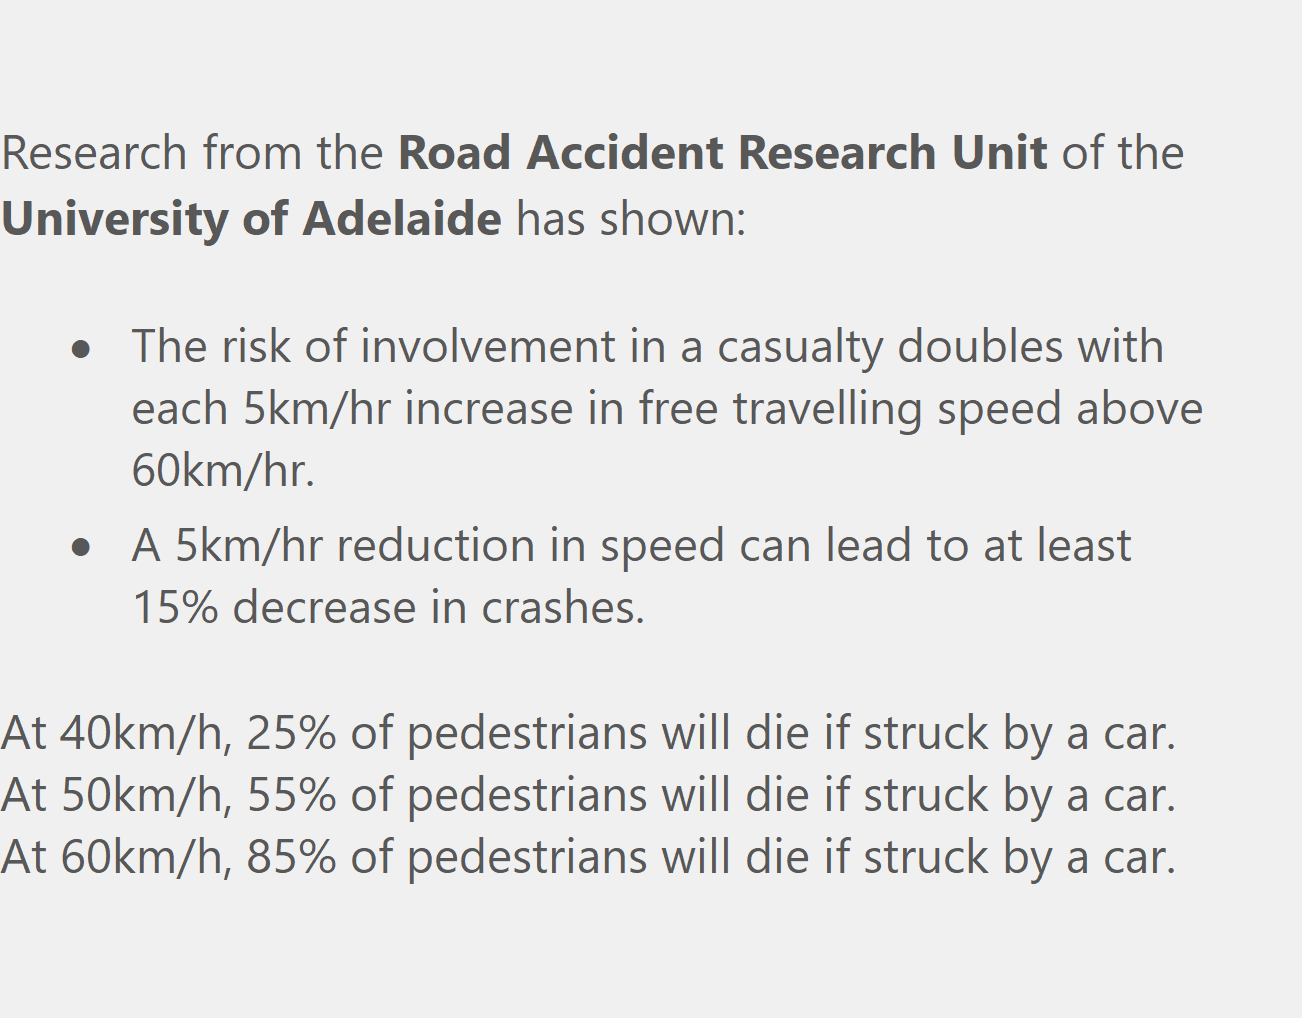 Research from the Road Accident Research Unit of the
University of Adelaide has shown:
● The risk of involvement in a casualty doubles with
each 5km/hr increase in free travelling speed above
60km/hr.
● A 5km/hr reduction in speed can lead to at least
15% decrease in crashes.
At 40km/h, 25% of pedestrians will die if struck by a car.
At 50km/h, 55% of pedestrians will die if struck by a car.
At 60km/h, 85% of pedestrians will die if struck by a car.